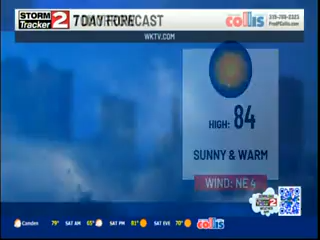 STORM
Tracker 2
7 DAY FORECAST
collis
WKTV.COM
HIGH: 84
SUNNY & WARM
WIND: NE 4
Camden 79° SAT AM 65° SAT PM 81° SAT EVE 70° collis